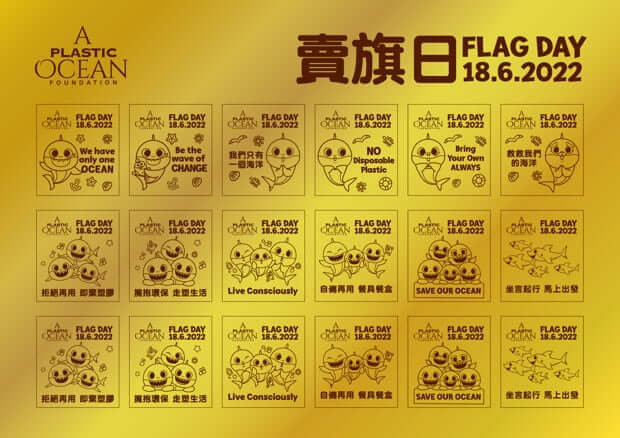 A
PLASTIC
OCEAN
FOUNDATION
賣旗日 FLAG DAY
18.6.2022
A PLASTIC OCEAN FLAG DAY 18.6.2022
We have
only one
OCEAN
A PLASTIC OCEAN FLAG DAY 18.6.2022
Be the
wave of
CHANGE
A PLASTIC OCEAN FLAG DAY 18.6.2022
我們只有
一個海洋
A PLASTIC OCEAN FLAG DAY 18.6.2022
NO
Disposable
Plastic
A PLASTIC OCEAN FLAG DAY 18.6.2022
Bring
Your Own
ALWAYS
A PLASTIC OCEAN FLAG DAY 18.6.2022
救救我們
的海洋
A PLASTIC OCEAN FLAG DAY 18.6.2022
拒絕再用 即棄塑膠
A PLASTIC OCEAN FLAG DAY 18.6.2022
擁抱環保 走塑生活
A PLASTIC OCEAN FLAG DAY 18.6.2022
Live Consciously
A PLASTIC OCEAN FLAG DAY 18.6.2022
自備再用 餐具餐盒
A PLASTIC OCEAN FLAG DAY 18.6.2022
SAVE OUR OCEAN
A PLASTIC OCEAN FLAG DAY 18.6.2022
坐言起行 馬上出發
A PLASTIC OCEAN FLAG DAY 18.6.2022
拒絕再用 即棄塑膠
A PLASTIC OCEAN FLAG DAY 18.6.2022
擁抱環保 走塑生活
A PLASTIC OCEAN FLAG DAY 18.6.2022
Live Consciously
A PLASTIC OCEAN FLAG DAY 18.6.2022
自備再用 餐具餐盒
A PLASTIC OCEAN FLAG DAY 18.6.2022
SAVE OUR OCEAN
A PLASTIC OCEAN FLAG DAY 18.6.2022
坐言起行 馬上出發